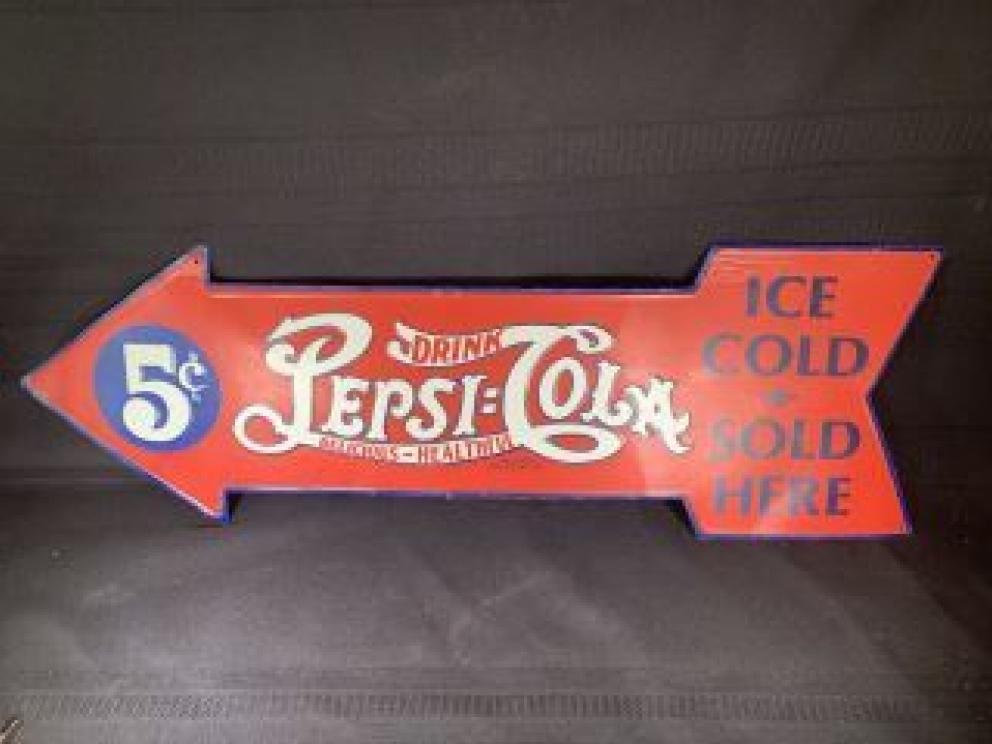 5¢
DRINK
PEPSI=COLA
DELICIOUS - HEALTHFUL
ICE
COLD
SOLD
HERE